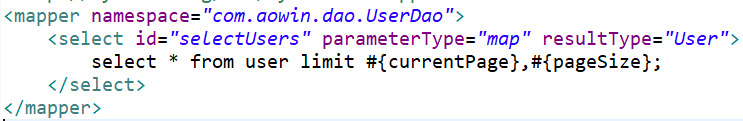 <mapper namespace="com.aowin.dao.UserDao">
    <select id="selectUsers" parameterType="map" resultType="User">
        select * from user limit #{currentPage},#{pageSize};
    </select>
</mapper>